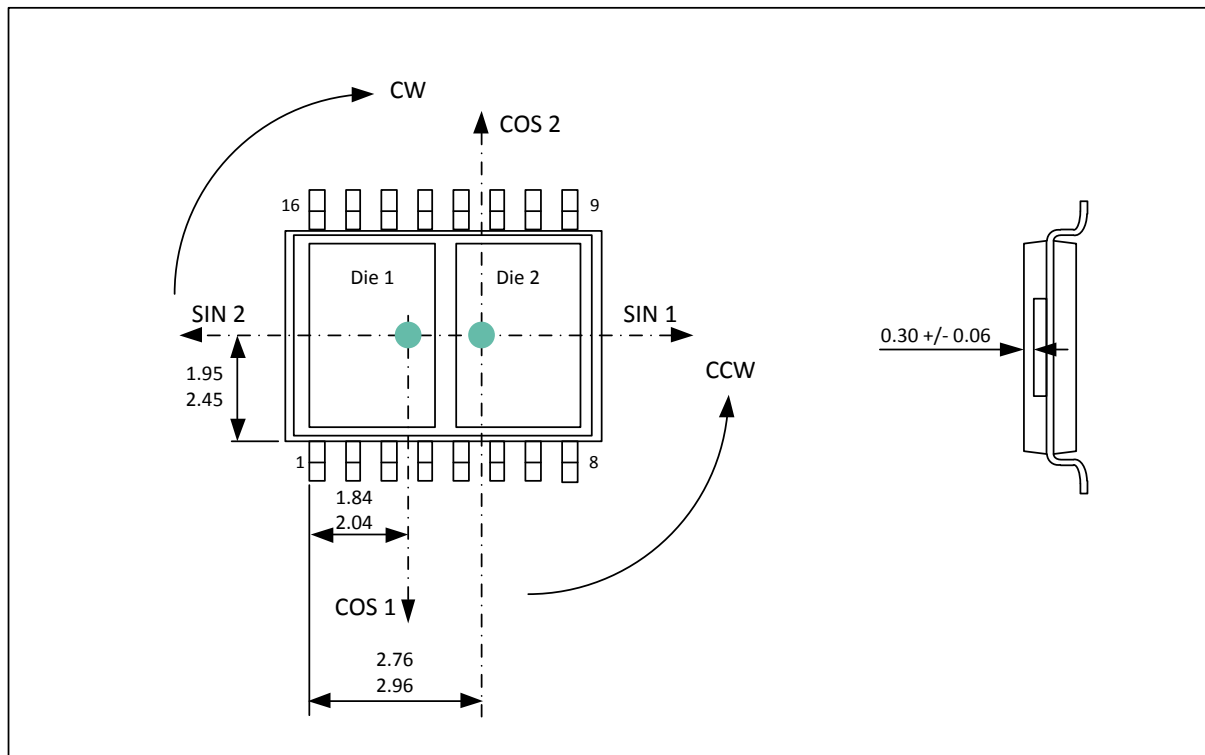 CW
COS 2
16
9
Die 1
Die 2
SIN 2
SIN 1
0.30 +/- 0.06
1.95
2.45
CCW
1
8
1.84
2.04
COS 1
2.76
2.96